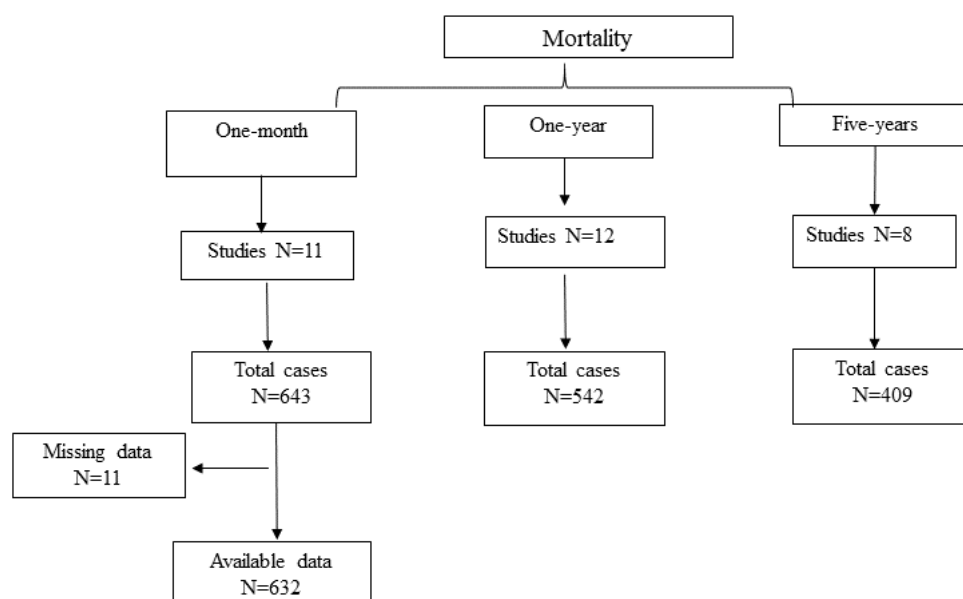 Mortality
One-month
One-year
Five-years
Studies N=11
Studies N=12
Studies N=8
Total cases
N=643
Total cases
N=542
Total cases
N=409
Missing data
N=11
Available data
N=632